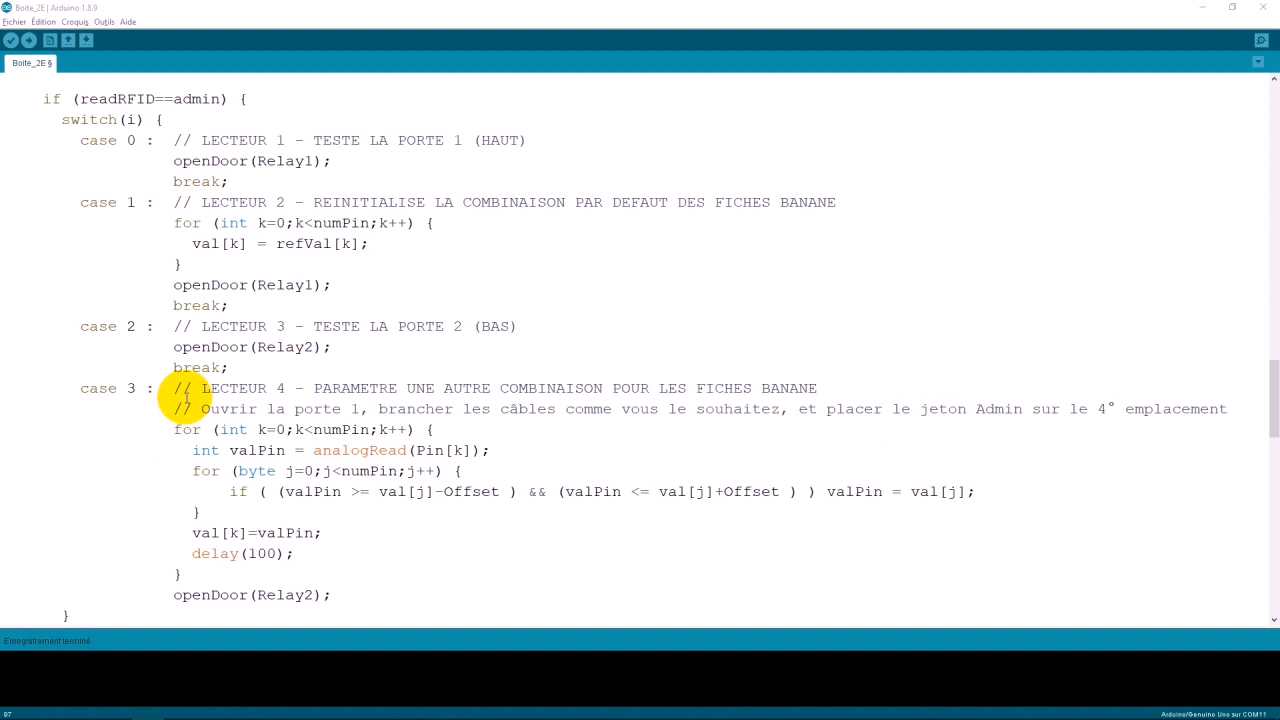 Boite_2E | Arduino 1.8.9
Fichier Édition Croquis Outils Aide
Boite_2E §
if (readRFID==admin) {
switch(i) {
case 0 : // LECTEUR 1 - TESTE LA PORTE 1 (HAUT)
openDoor(Relay1);
break;
case 1 : // LECTEUR 2 - REINITIALISE LA COMBINAISON PAR DEFAUT DES FICHES BANANE
for (int k=0;k<numPin;k++) {
val[k] = refVal[k];
}
openDoor(Relay1);
break;
case 2 : // LECTEUR 3 - TESTE LA PORTE 2 (BAS)
openDoor(Relay2);
break;
case 3 : // LECTEUR 4 - PARAMETRE UNE AUTRE COMBINAISON POUR LES FICHES BANANE
// Ouvrir la porte 1, brancher les câbles comme vous le souhaitez, et placer le jeton Admin sur le 4° emplacement
for (int k=0;k<numPin;k++) {
int valPin = analogRead(Pin[k]);
for (byte j=0;j<numPin;j++) {
if ( (valPin >= val[j]-Offset ) && (valPin <= val[j]+Offset ) ) valPin = val[j];
}
val[k]=valPin;
delay(100);
}
openDoor(Relay2);
}
Enregistrement terminé
97
Arduino/Genuino Uno sur COM11